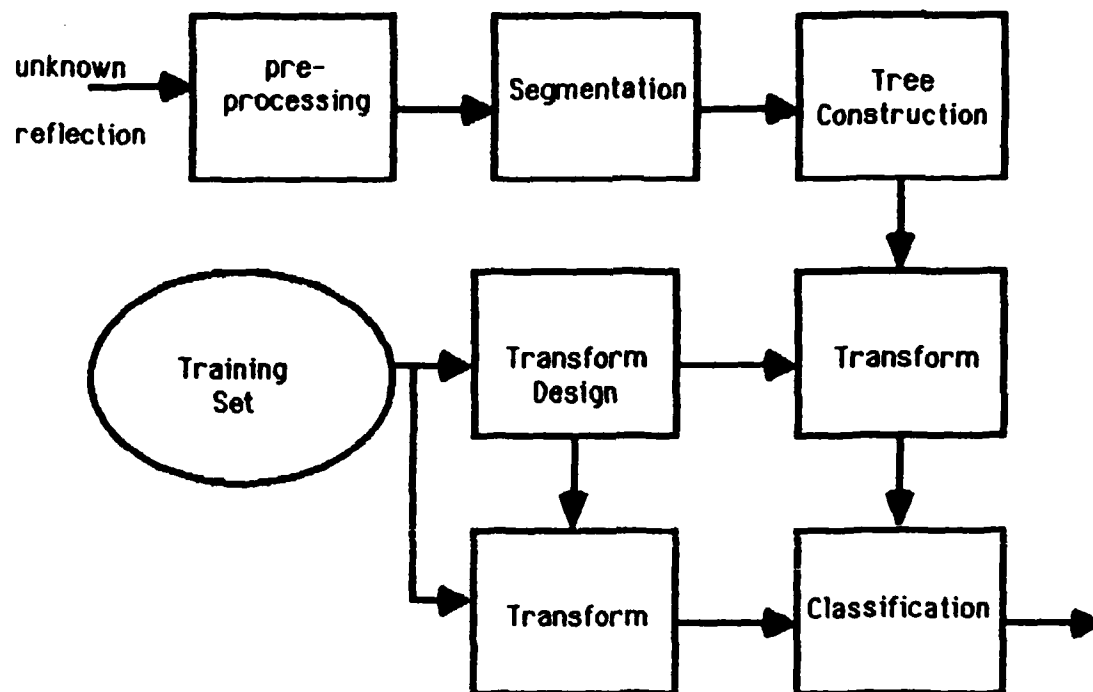 unknown
reflection
pre-
processing
Segmentation
Tree
Construction
Training
Set
Transform
Design
Transform
Transform
Classification